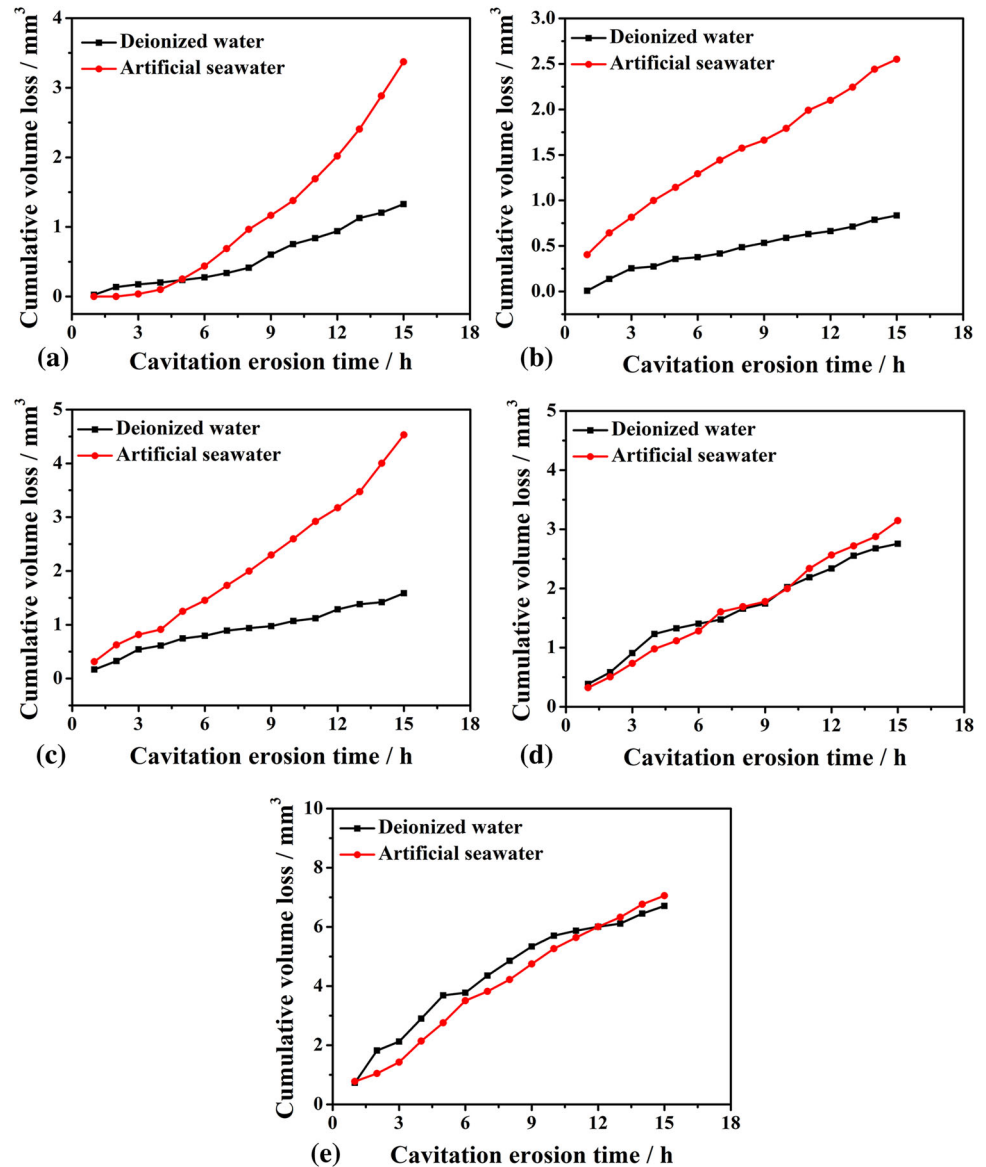 Cumulative volume loss / mm³
4
3
2
1
0
Deionized water
Artificial seawater
0 3 6 9 12 15 18
(a) Cavitation erosion time / h
Cumulative volume loss / mm³
3.0
2.5
2.0
1.5
1.0
0.5
0.0
Deionized water
Artificial seawater
0 3 6 9 12 15 18
(b) Cavitation erosion time / h
Cumulative volume loss / mm³
5
4
3
2
1
0
Deionized water
Artificial seawater
0 3 6 9 12 15 18
(c) Cavitation erosion time / h
Cumulative volume loss / mm³
5
4
3
2
1
0
Deionized water
Artificial seawater
0 3 6 9 12 15 18
(d) Cavitation erosion time / h
Cumulative volume loss / mm³
10
8
6
4
2
0
Deionized water
Artificial seawater
0 3 6 9 12 15 18
(e) Cavitation erosion time / h